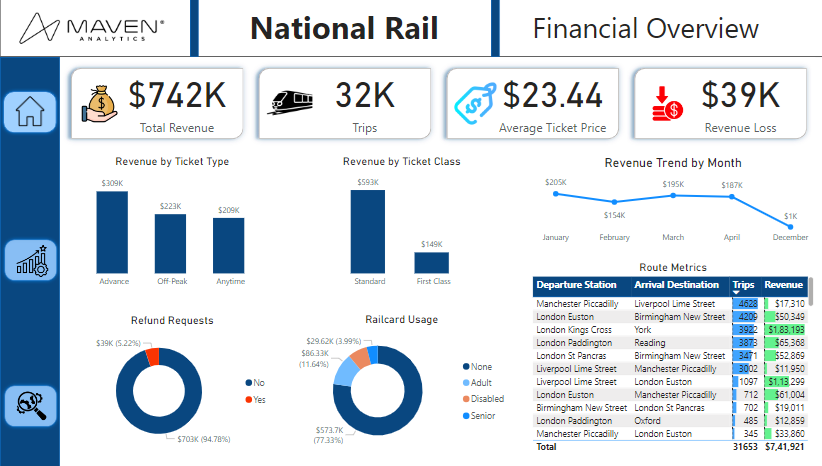 MAVEN
ANALYTICS
National Rail
Financial Overview
$742K
Total Revenue
32K
Trips
$23.44
Average Ticket Price
$39K
Revenue Loss
Revenue by Ticket Type
$309K
$223K
$209K
Advance
Off-Peak
Anytime
Revenue by Ticket Class
$593K
$149K
Standard
First Class
Revenue Trend by Month
$205K
$154K
$195K
$187K
$1K
January
February
March
April
December
Refund Requests
$39K (5.22%)
$703K (94.78%)
No
Yes
Railcard Usage
$29.62K (3.99%)
$86.33K
(11.64%)
$573.7K
(77.33%)
None
Adult
Disabled
Senior
Route Metrics
Departure Station Arrival Destination Trips Revenue
Manchester Piccadilly Liverpool Lime Street 4628 $17,310
London Euston Birmingham New Street 4209 $50,349
London Kings Cross York 3922 $1,83,193
London Paddington Reading 3873 $65,368
London St Pancras Birmingham New Street 3471 $52,869
Liverpool Lime Street Manchester Piccadilly 3002 $11,950
Liverpool Lime Street London Euston 1097 $1,13,299
London Euston Manchester Piccadilly 712 $61,004
Birmingham New Street London St Pancras 702 $19,011
London Paddington Oxford 485 $12,859
Manchester Piccadilly London Euston 345 $33,860
Total 31653 $7,41,921